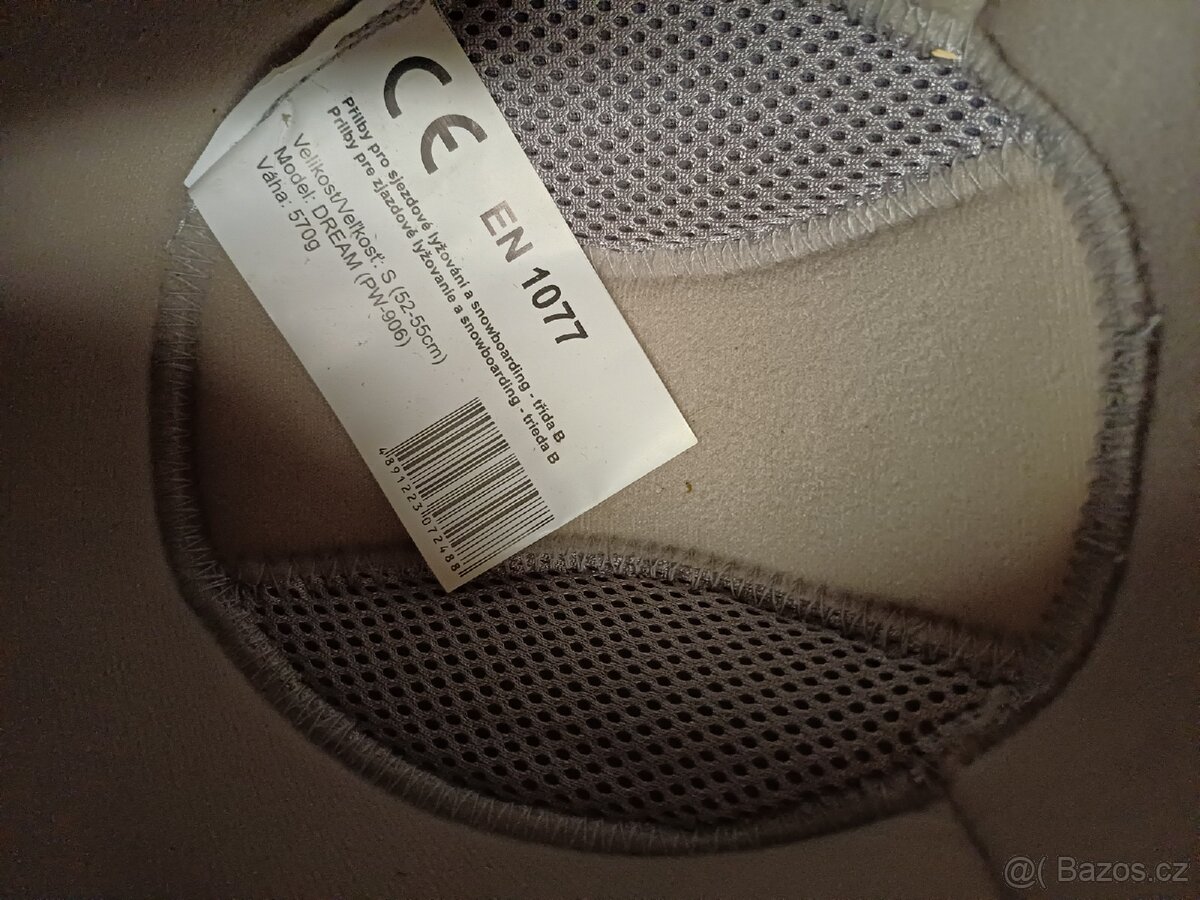 CE
EN 1077
Přilby pro sjezdové lyžování a snowboarding - třída B
Prilby pre zjazdové lyžovanie a snowboarding - trieda B
Velikost/Veľkosť: S (52-55cm)
Model: DREAM (PW-906)
Váha: 570g
4891223072488
@( Bazos.cz